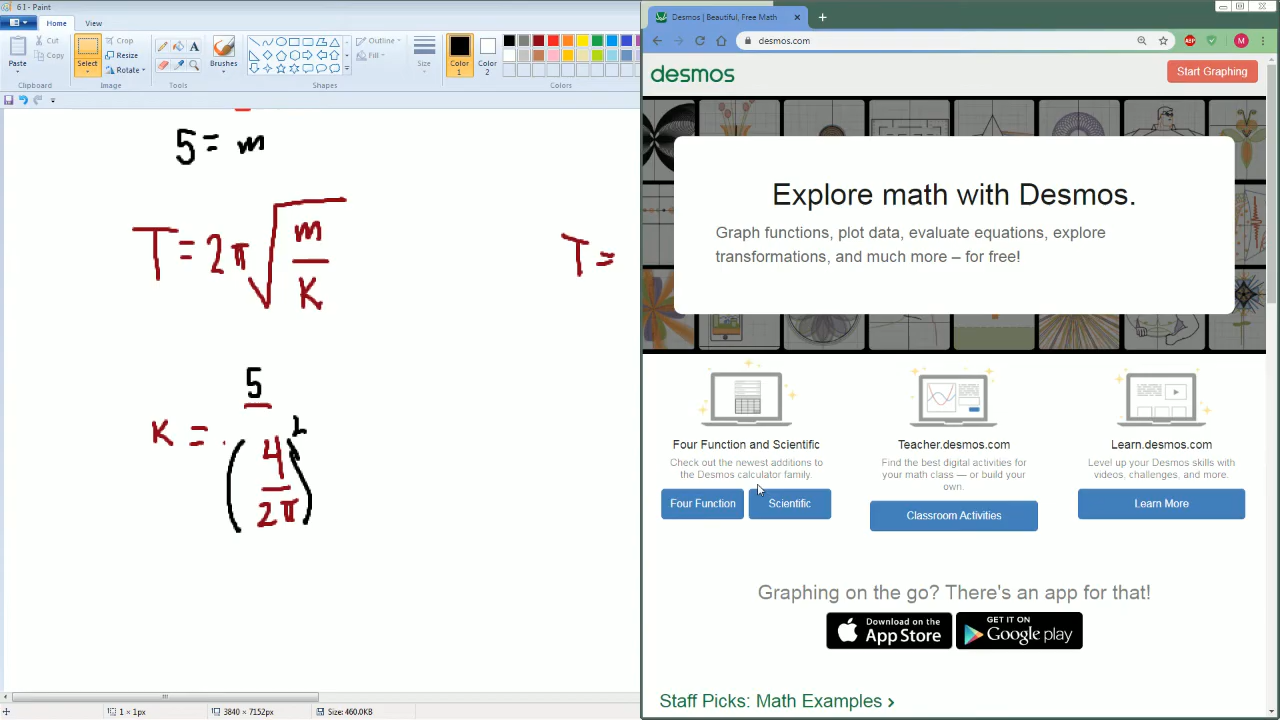 61 - Paint
Home View
Paste
Cut
Copy
Clipboard
Select
Crop
Resize
Rotate
Image
Tools
Brushes
Outline
Fill
Shapes
Size
Color 1
Color 2
5 = m
T = 2π√(m/K)
T =
K = 5/(4/2π)²
1 × 1px
3840 × 7152px
Size: 460.0KB
Desmos | Beautiful, Free Math
desmos.com
ABP
M
desmos
Start Graphing
Explore math with Desmos.
Graph functions, plot data, evaluate equations, explore
transformations, and much more – for free!
Four Function and Scientific
Check out the newest additions to
the Desmos calculator family.
Four Function
Scientific
Teacher.desmos.com
Find the best digital activities for
your math class — or build your
own.
Classroom Activities
Learn.desmos.com
Level up your Desmos skills with
videos, challenges, and more.
Learn More
Graphing on the go? There's an app for that!
Download on the
App Store
GET IT ON
Google play
Staff Picks: Math Examples >